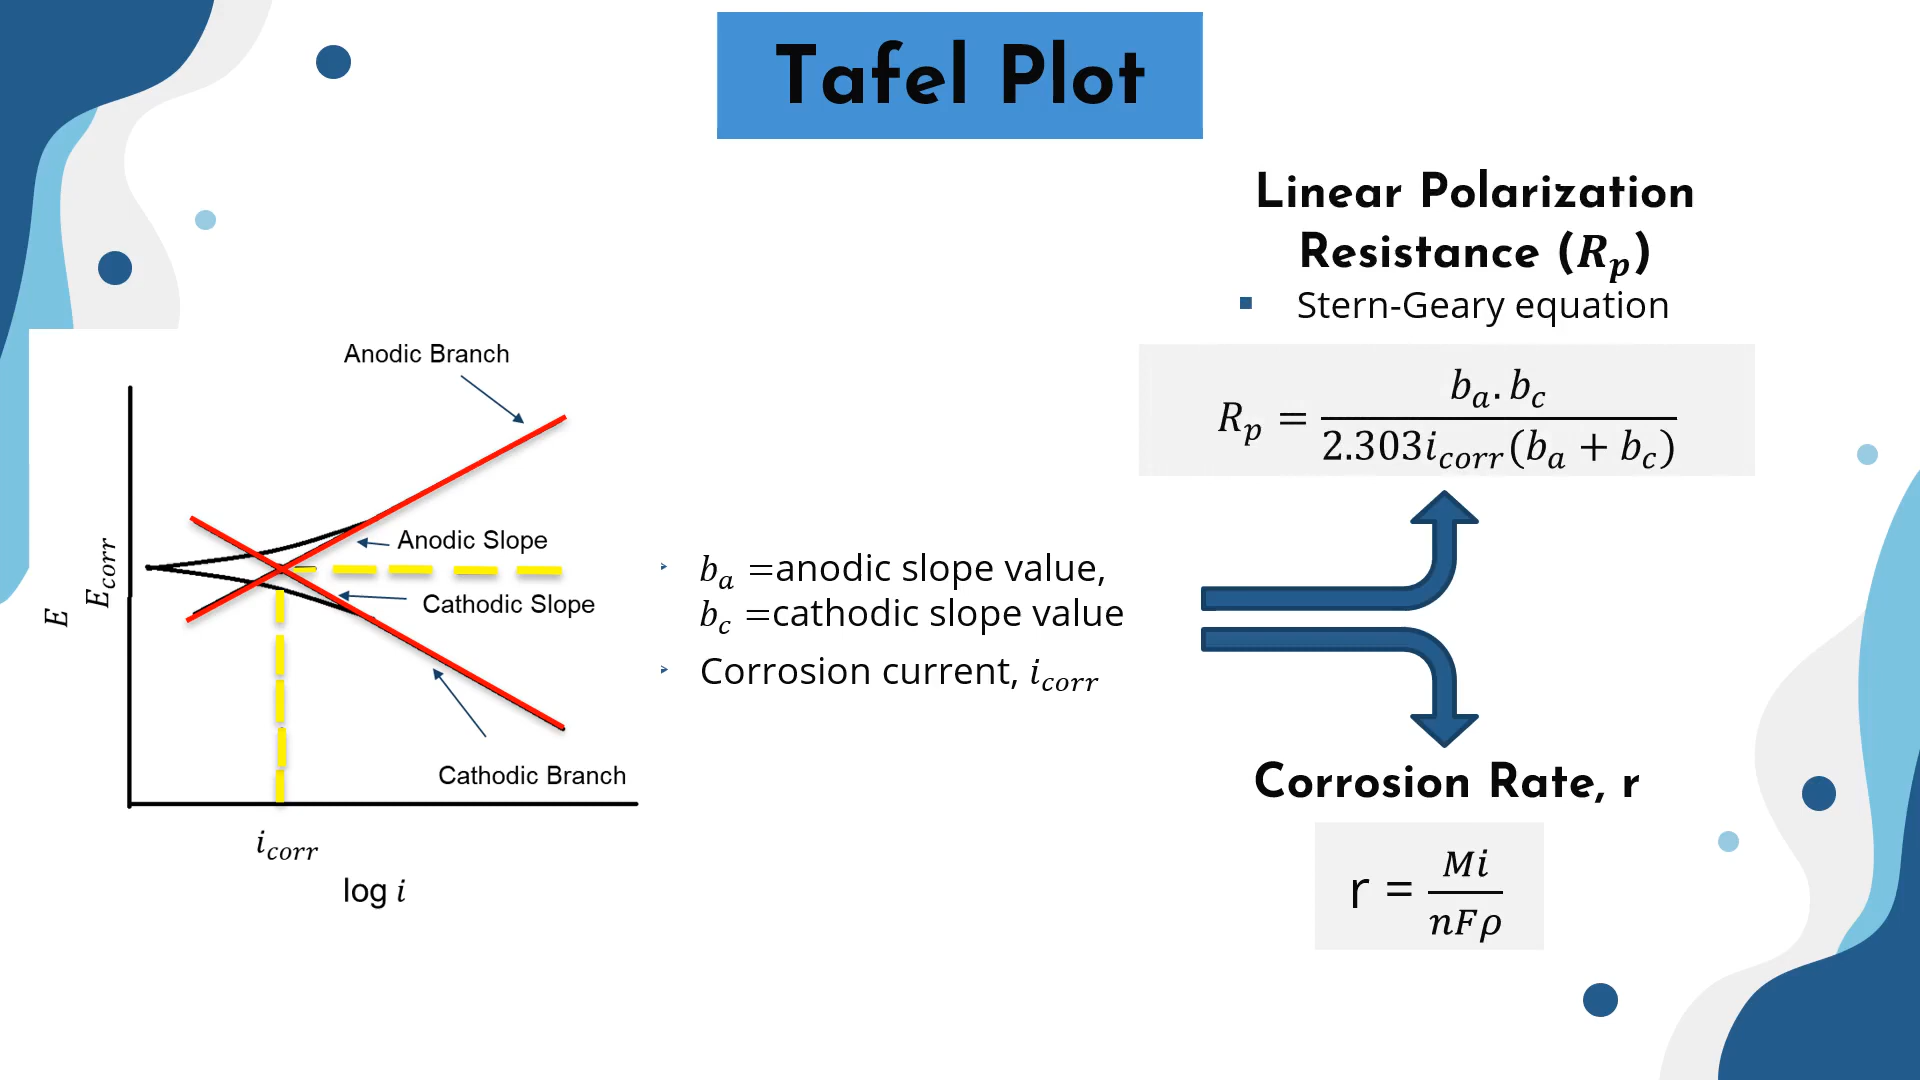 Tafel Plot
Linear Polarization
Resistance (R_p)
Stern-Geary equation
R_p = b_a . b_c / 2.303i_corr(b_a + b_c)
Anodic Branch
Anodic Slope
Cathodic Slope
Cathodic Branch
E
E_corr
i_corr
log i
b_a =anodic slope value,
b_c =cathodic slope value
Corrosion current, i_corr
Corrosion Rate, r
r = Mi / nFρ